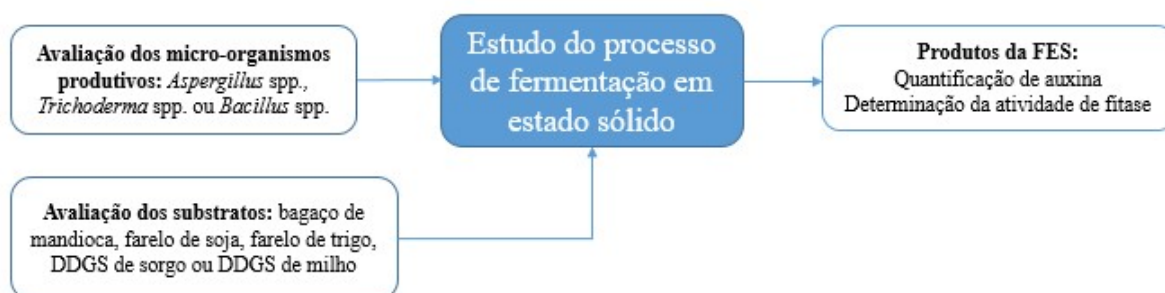 Avaliação dos micro-organismos
produtivos: Aspergillus spp.,
Trichoderma spp. ou Bacillus spp.
Estudo do processo
de fermentação em
estado sólido
Produtos da FES:
Quantificação de auxina
Determinação da atividade de fitase
Avaliação dos substratos: bagaço de
mandioca, farelo de soja, farelo de trigo,
DDGS de sorgo ou DDGS de milho